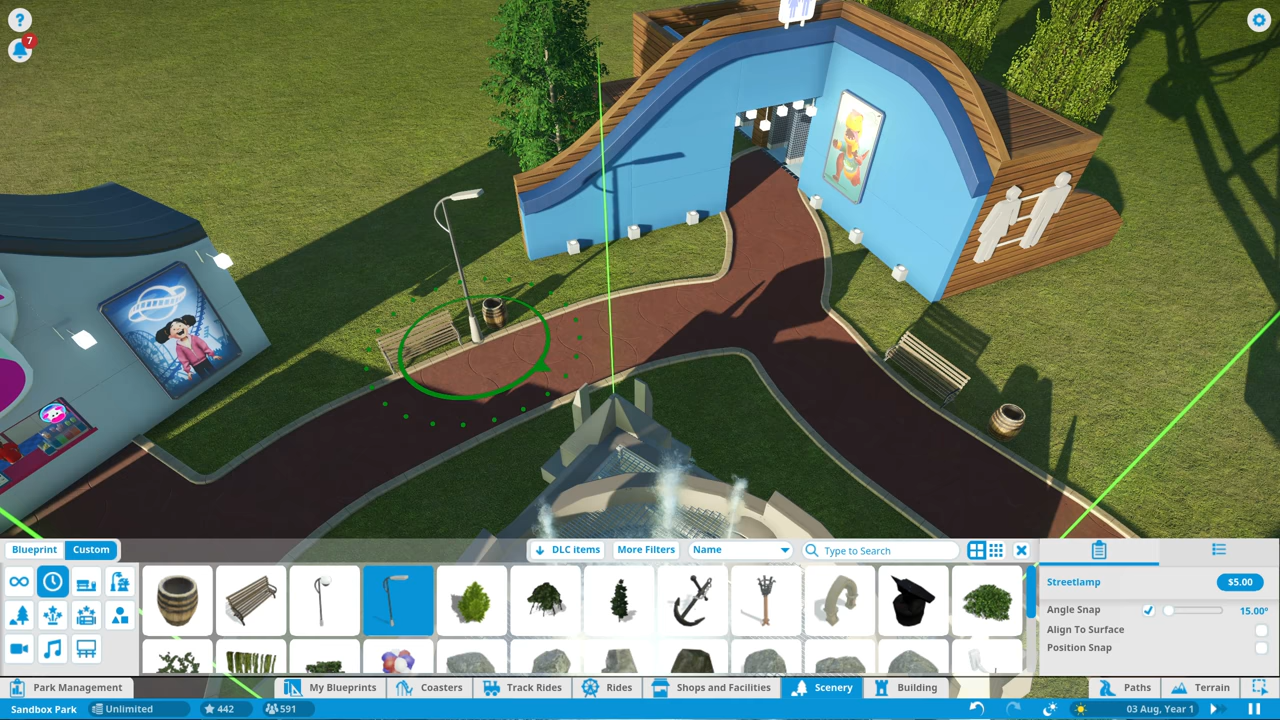 ?
7
Blueprint
Custom
DLC items
More Filters
Name
Type to Search
Streetlamp
$5.00
Angle Snap
15.00°
Align To Surface
Position Snap
Park Management
My Blueprints
Coasters
Track Rides
Rides
Shops and Facilities
Scenery
Building
Paths
Terrain
Sandbox Park
Unlimited
442
591
03 Aug, Year 1